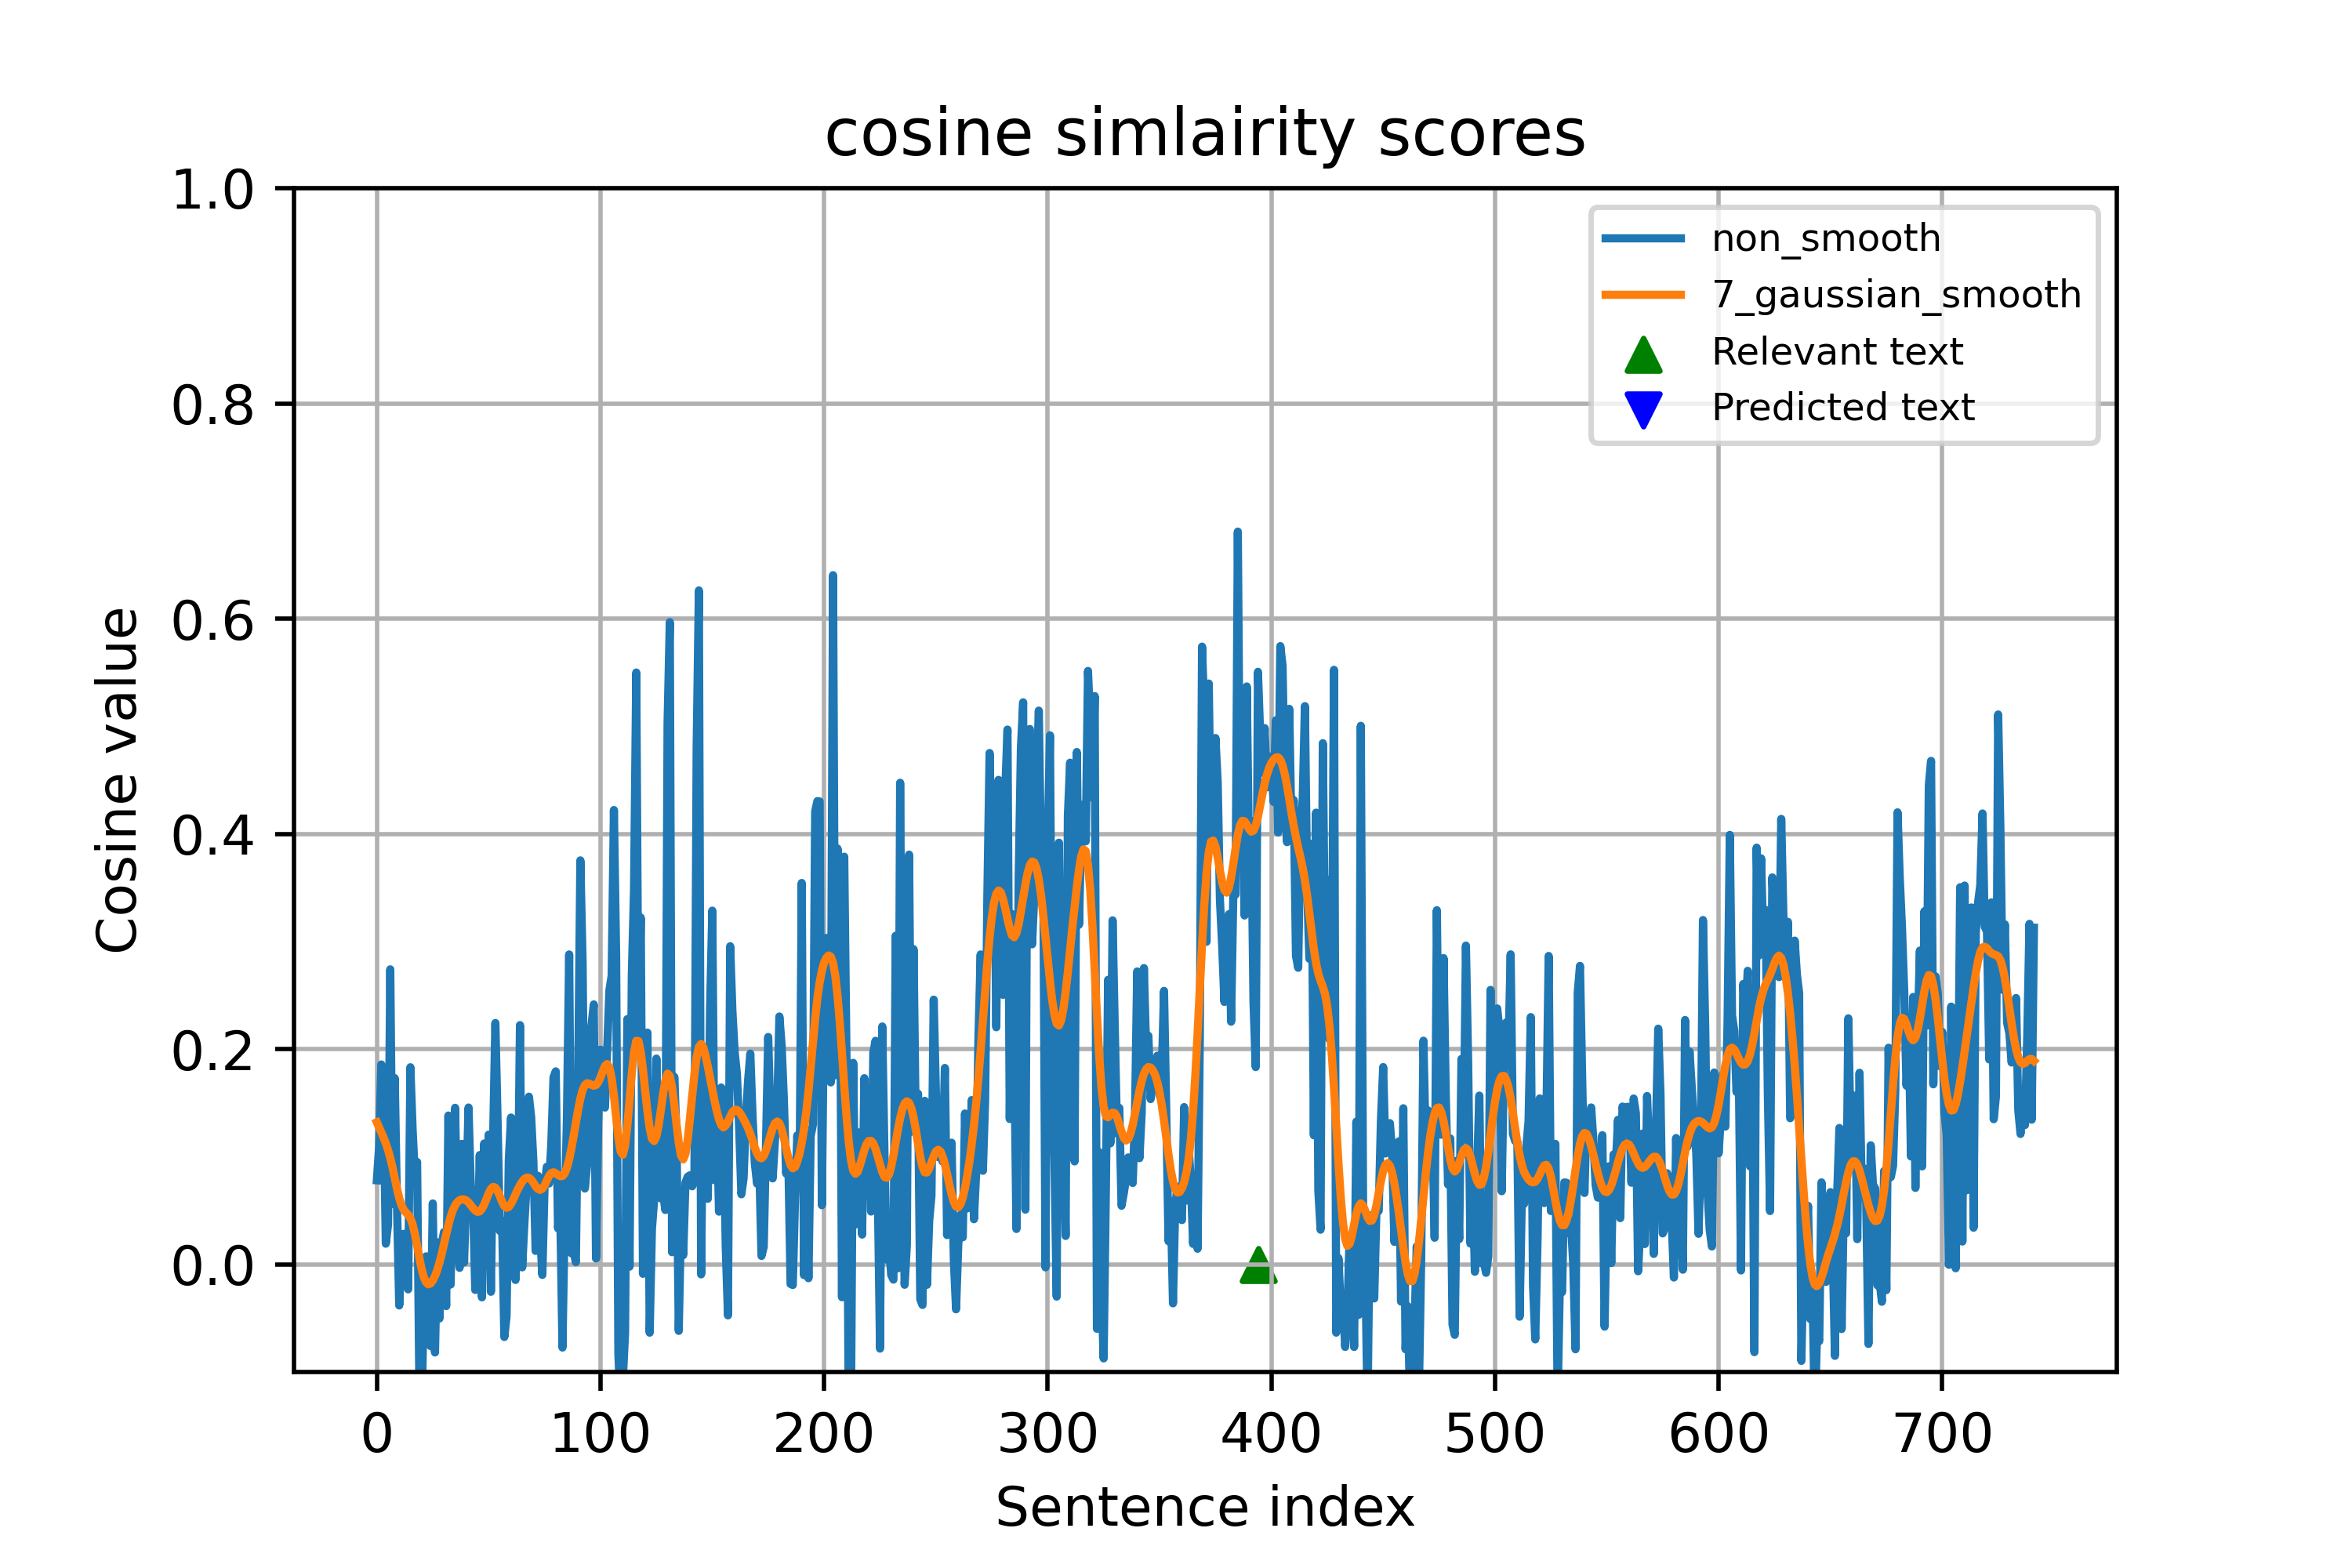 cosine simlairity scores
1.0
0.8
0.6
0.4
0.2
0.0
Cosine value
non_smooth
7_gaussian_smooth
Relevant text
Predicted text
0 100 200 300 400 500 600 700
Sentence index